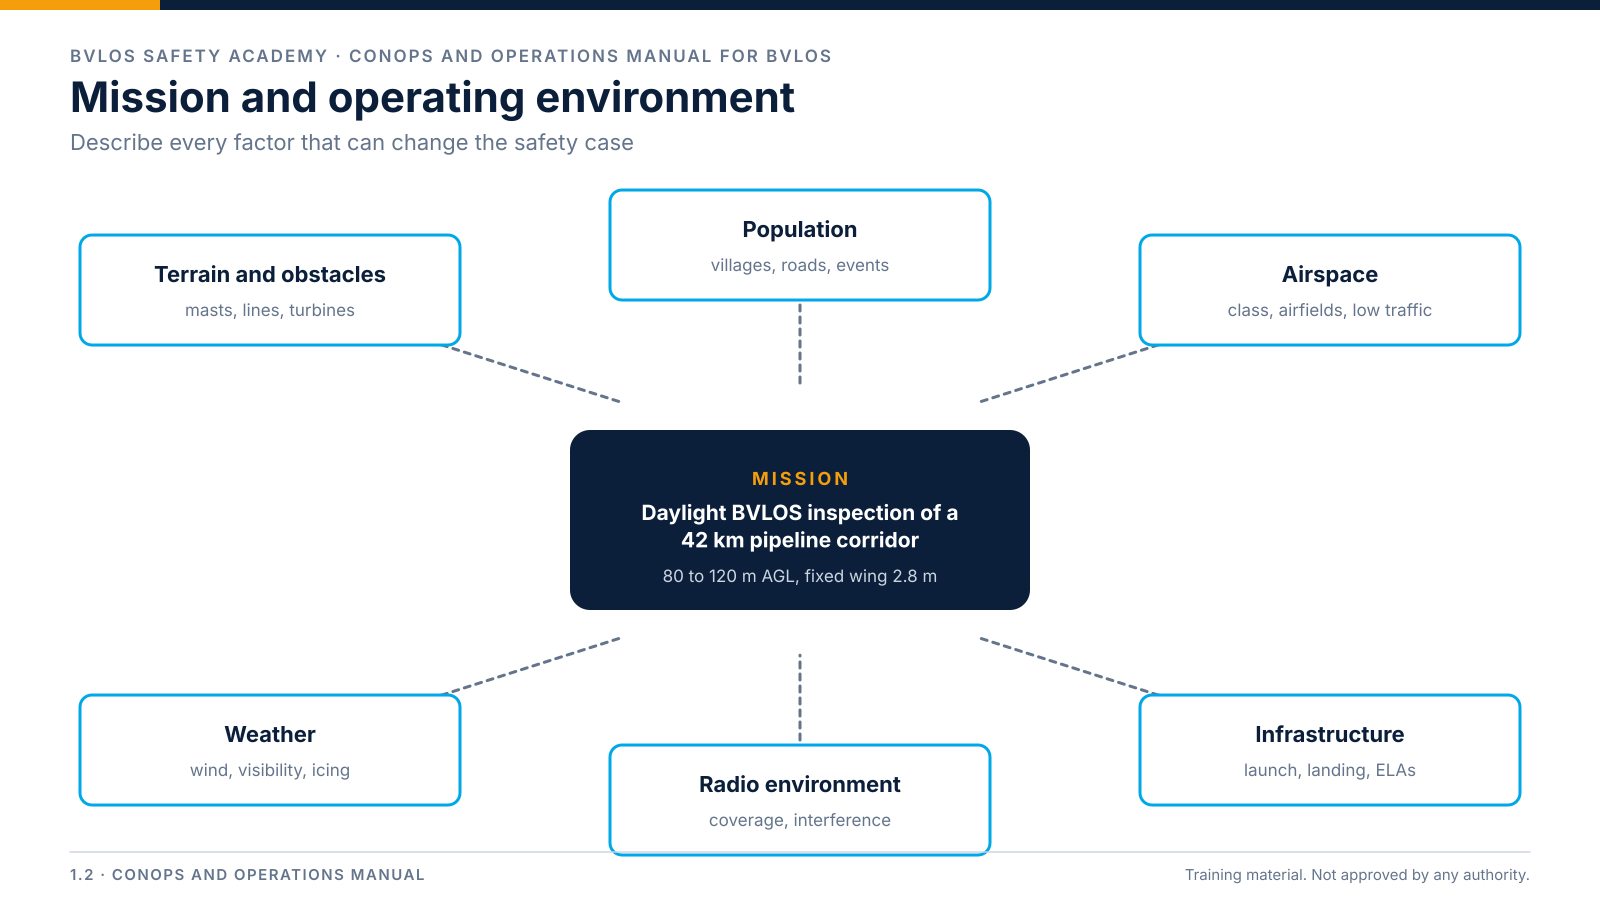 BVLOS SAFETY ACADEMY · CONOPS AND OPERATIONS MANUAL FOR BVLOS
Mission and operating environment
Describe every factor that can change the safety case
Population
villages, roads, events
Terrain and obstacles
masts, lines, turbines
Airspace
class, airfields, low traffic
MISSION
Daylight BVLOS inspection of a
42 km pipeline corridor
80 to 120 m AGL, fixed wing 2.8 m
Weather
wind, visibility, icing
Radio environment
coverage, interference
Infrastructure
launch, landing, ELAs
1.2 · CONOPS AND OPERATIONS MANUAL
Training material. Not approved by any authority.